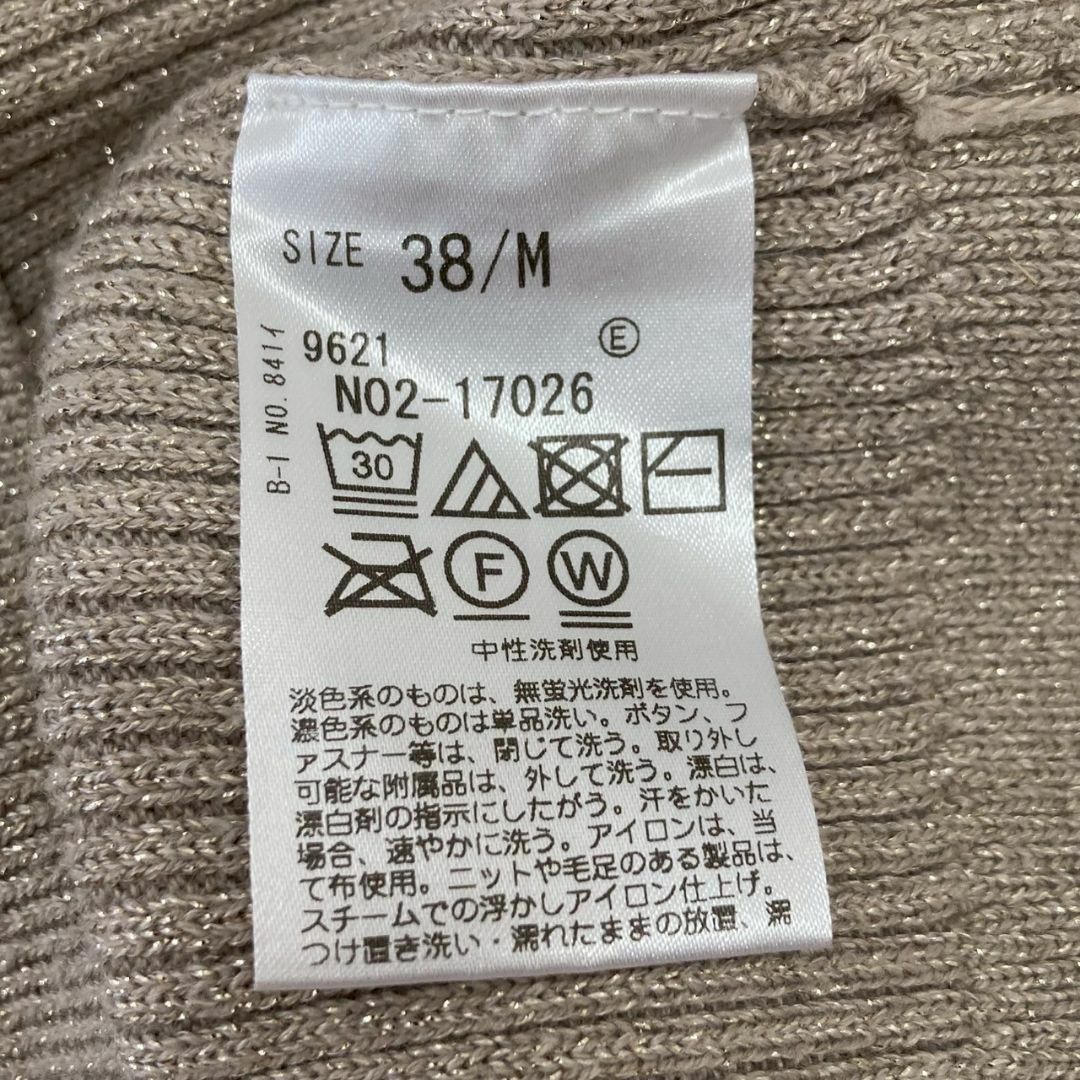 SIZE 38/M
9621 Ⓔ
NO2-17026
B-1 NO.8411
30
F W
中性洗剤使用
淡色系のものは、無蛍光洗剤を使用。
濃色系のものは単品洗い。ボタン、フ
ァスナー等は、閉じて洗う。取り外し
可能な附属品は、外して洗う。漂白は、
漂白剤の指示にしたがう。汗をかいた
場合、速やかに洗う。アイロンは、当
て布使用。ニットや毛足のある製品は、
スチームでの浮かしアイロン仕上げ。
つけ置き洗い・濡れたままの放置、濡